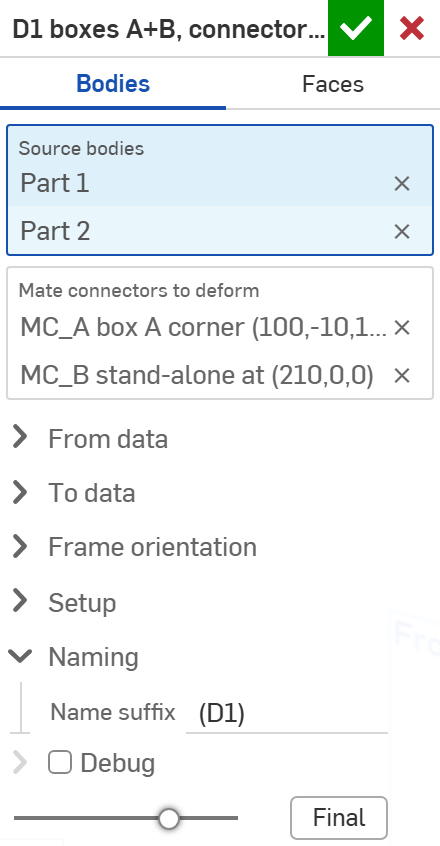 D1 boxes A+B, connector...
Bodies
Faces
Source bodies
Part 1
Part 2
Mate connectors to deform
MC_A box A corner (100,-10,1...
MC_B stand-alone at (210,0,0)
From data
To data
Frame orientation
Setup
Naming
Name suffix (D1)
Debug
Final